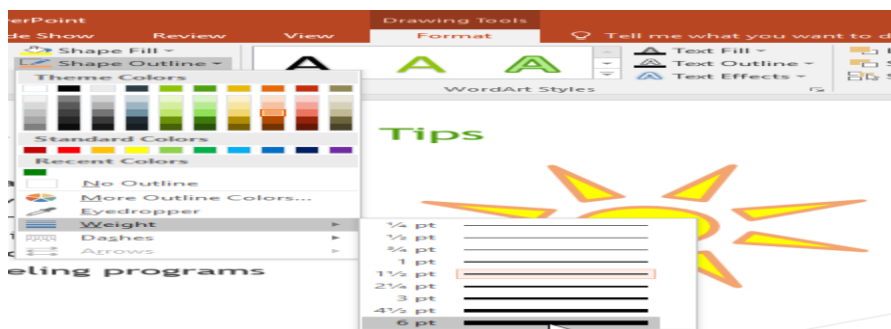 erPoint
Drawing Tools
de Show Review View Format Tell me what you want to d
Shape Fill
Shape Outline
Text Fill
Text Outline
Text Effects
WordArt Styles
Theme Colors
Standard Colors
Recent Colors
No Outline
More Outline Colors...
Eyedropper
Weight
Dashes
Arrows
Tips
eling programs
¼ pt
½ pt
¾ pt
1 pt
1½ pt
2¼ pt
3 pt
4½ pt
6 pt